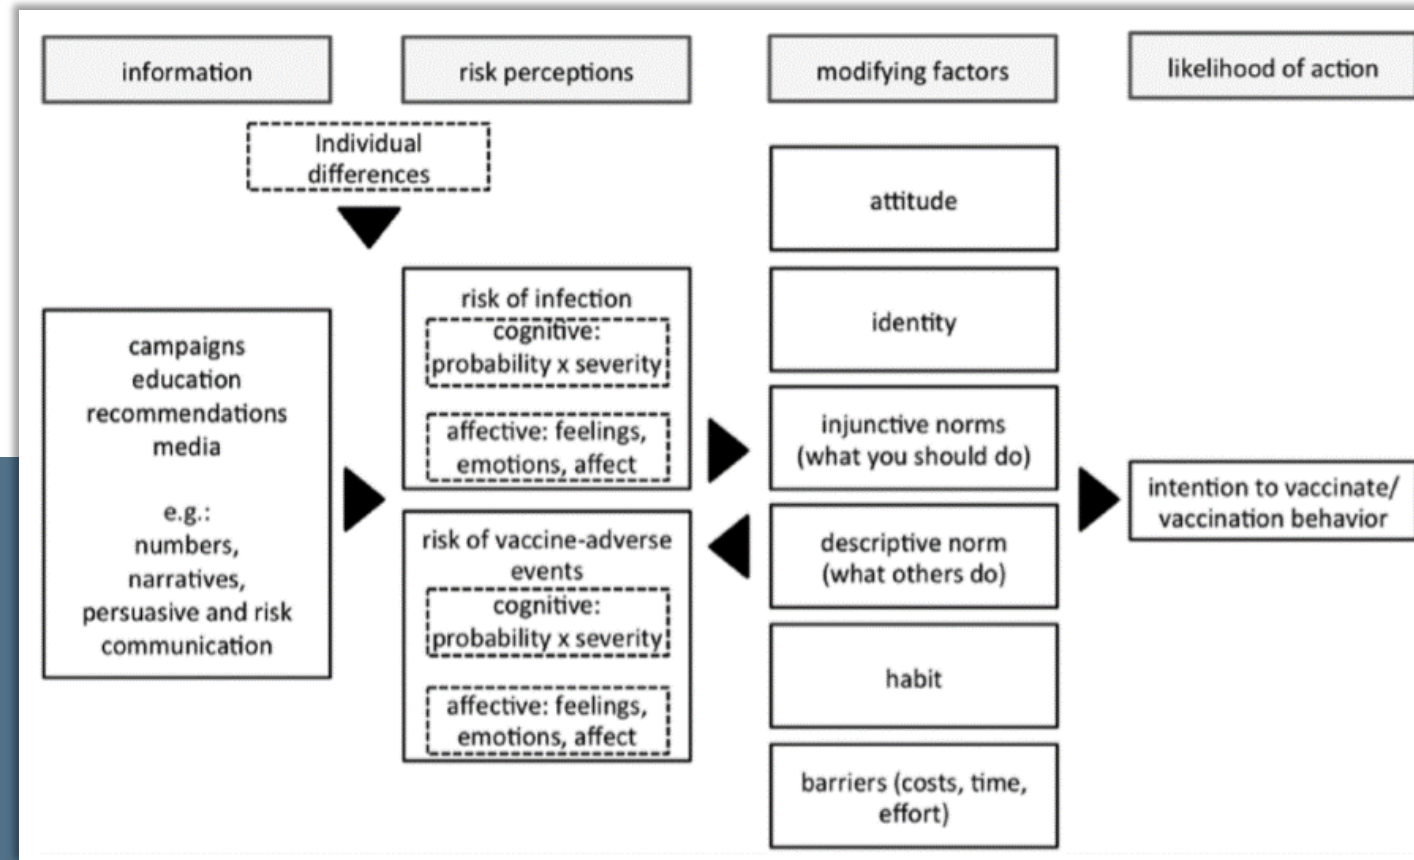 information
risk perceptions
modifying factors
likelihood of action
Individual
differences
campaigns
education
recommendations
media
e.g.:
numbers,
narratives,
persuasive and risk
communication
risk of infection
cognitive:
probability x severity
affective: feelings,
emotions, affect
risk of vaccine-adverse
events
cognitive:
probability x severity
affective: feelings,
emotions, affect
attitude
identity
injunctive norms
(what you should do)
descriptive norm
(what others do)
habit
barriers (costs, time,
effort)
intention to vaccinate/
vaccination behavior